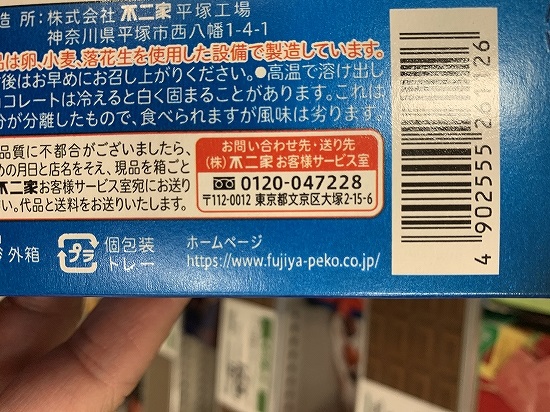 造 所：株式会社 不二家 平塚工場
神奈川県平塚市西八幡1-4-1
品は卵、小麦、落花生を使用した設備で製造しています。
後はお早めにお召し上がりください。●高温で溶け出し
コレートは冷えると白く固まることがあります。これは
分が分離したもので、食べられますが風味は劣ります。
品質に不都合がございましたら、
めの月日と店名をそえ、現品を箱ごと
不二家お客様サービス室宛にお送り
い。代品と送料をお送りいたします。
お問い合わせ先・送り先
(株)不二家お客様サービス室
0120-047228
〒112-0012 東京都文京区大塚2-15-6
外箱
プラ
個包装
トレー
ホームページ
https://www.fujiya-peko.co.jp/
4 902555 261126